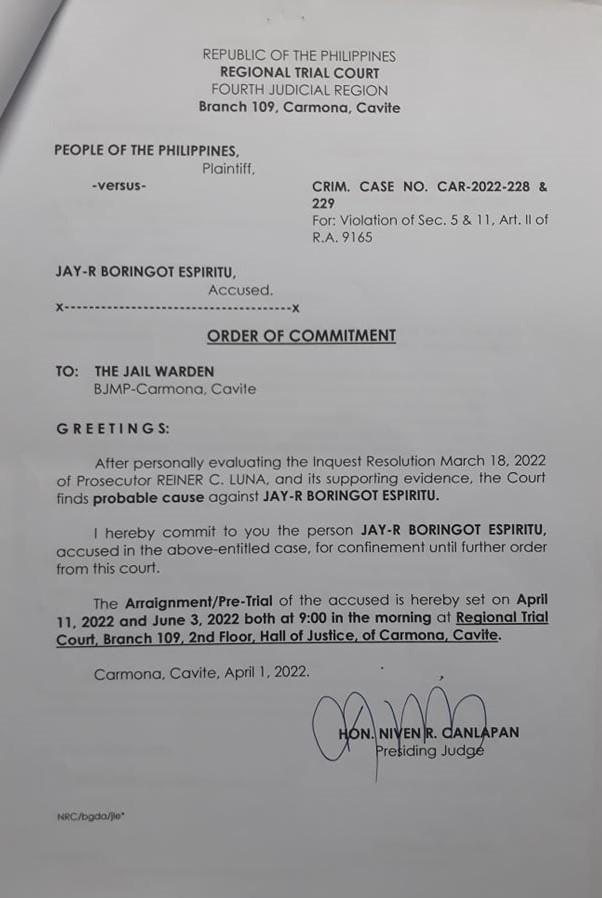 REPUBLIC OF THE PHILIPPINES
REGIONAL TRIAL COURT
FOURTH JUDICIAL REGION
Branch 109, Carmona, Cavite
PEOPLE OF THE PHILIPPINES,
Plaintiff,
-versus-
CRIM. CASE NO. CAR-2022-228 &
229
For: Violation of Sec. 5 & 11, Art. II of
R.A. 9165
JAY-R BORINGOT ESPIRITU,
Accused.
x-----------------------------------x
ORDER OF COMMITMENT
TO: THE JAIL WARDEN
BJMP-Carmona, Cavite
G R E E T I N G S:
After personally evaluating the Inquest Resolution March 18, 2022
of Prosecutor REINER C. LUNA, and its supporting evidence, the Court
finds probable cause against JAY-R BORINGOT ESPIRITU.
I hereby commit to you the person JAY-R BORINGOT ESPIRITU,
accused in the above-entitled case, for confinement until further order
from this court.
The Arraignment/Pre-Trial of the accused is hereby set on April
11, 2022 and June 3, 2022 both at 9:00 in the morning at Regional Trial
Court, Branch 109, 2nd Floor, Hall of Justice, of Carmona, Cavite.
Carmona, Cavite, April 1, 2022.
HON. NIVEN R. CANLAPAN
Presiding Judge
NRC/bgda/jle*